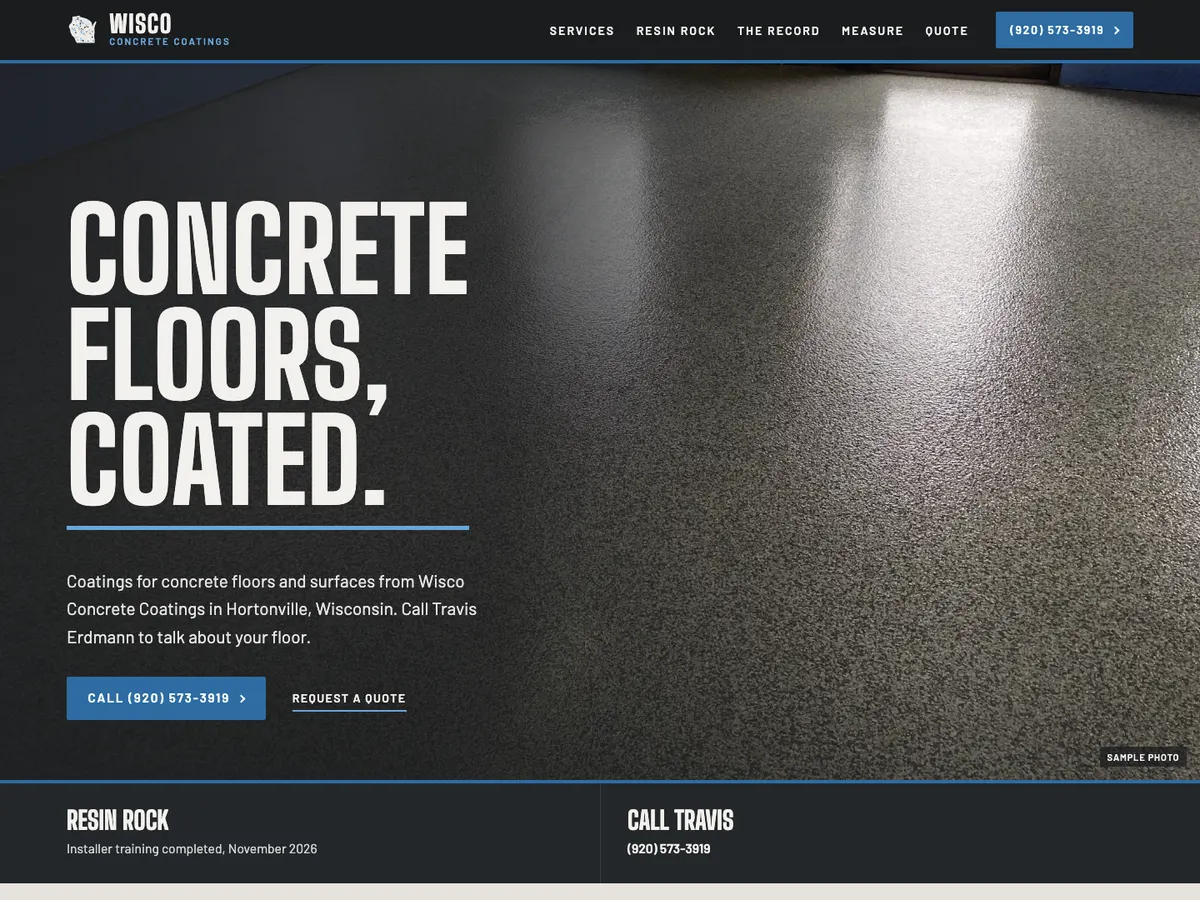 WISCO
CONCRETE COATINGS
SERVICES
RESIN ROCK
THE RECORD
MEASURE
QUOTE
(920) 573-3919
CONCRETE
FLOORS,
COATED.
Coatings for concrete floors and surfaces from Wisco
Concrete Coatings in Hortonville, Wisconsin. Call Travis
Erdmann to talk about your floor.
CALL (920) 573-3919
REQUEST A QUOTE
SAMPLE PHOTO
RESIN ROCK
Installer training completed, November 2026
CALL TRAVIS
(920) 573-3919